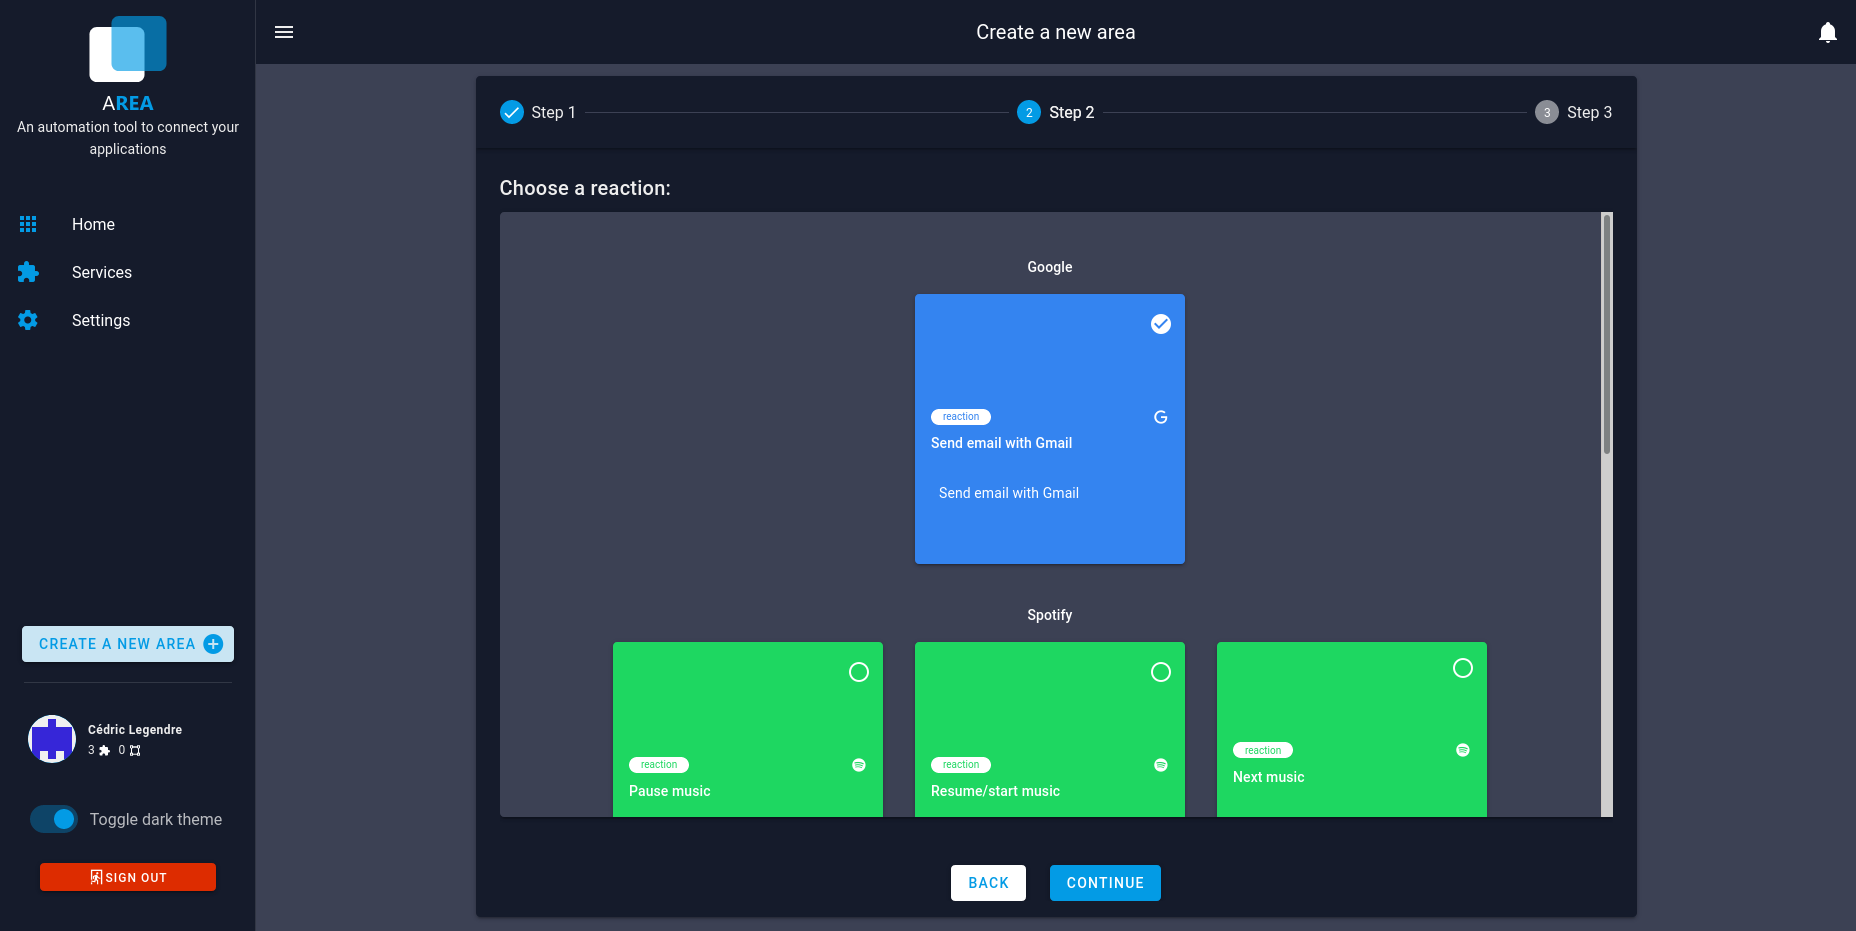 AREA
An automation tool to connect your
applications
Home
Services
Settings
CREATE A NEW AREA
Cédric Legendre
3 0
Toggle dark theme
SIGN OUT
Create a new area
Step 1
2 Step 2
3 Step 3
Choose a reaction:
Google
reaction
Send email with Gmail
Send email with Gmail
Spotify
reaction
Pause music
reaction
Resume/start music
reaction
Next music
BACK
CONTINUE